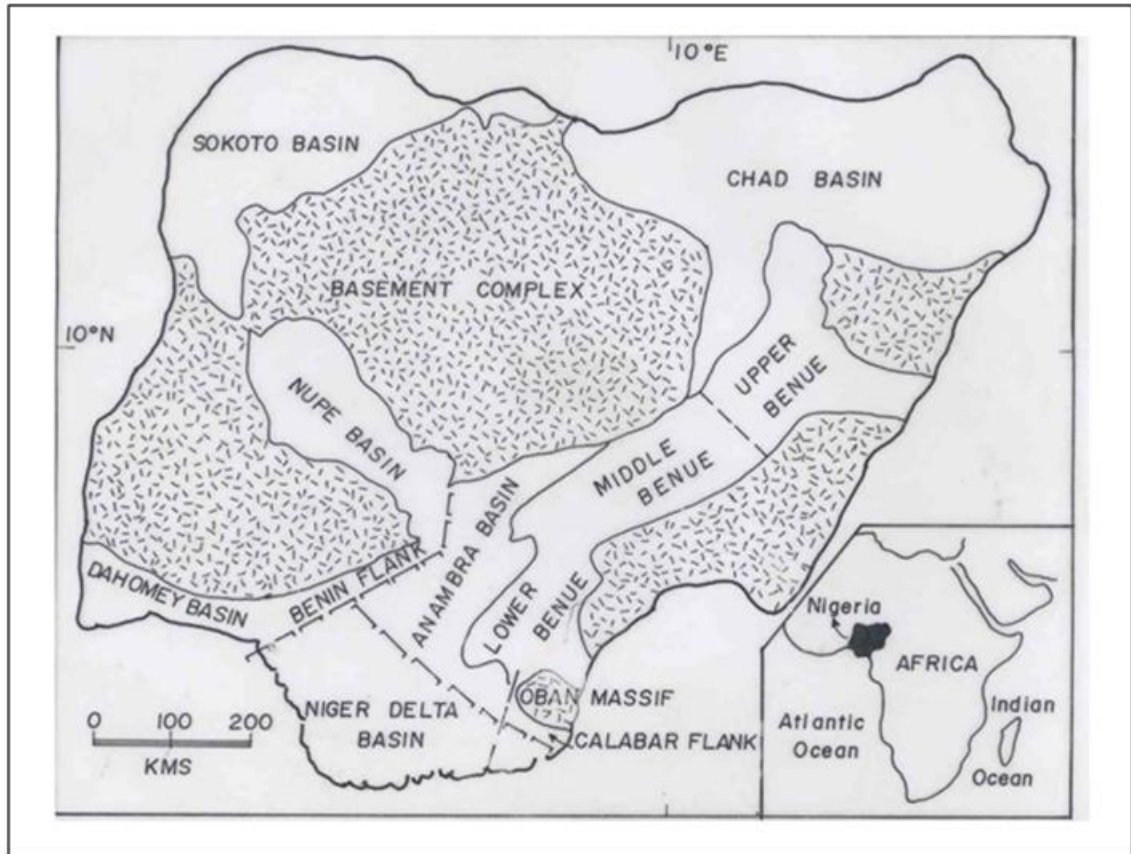 10°E
SOKOTO BASIN
CHAD BASIN
BASEMENT COMPLEX
10°N
NUPE BASIN
UPPER
BENUE
MIDDLE
BENUE
ANAMBRA BASIN
DAHOMEY BASIN
BENIN FLANK
LOWER
BENUE
OBAN MASSIF
NIGER DELTA
BASIN
CALABAR FLANK
0 100 200
KMS
Nigeria
AFRICA
Atlantic
Ocean
Indian
Ocean